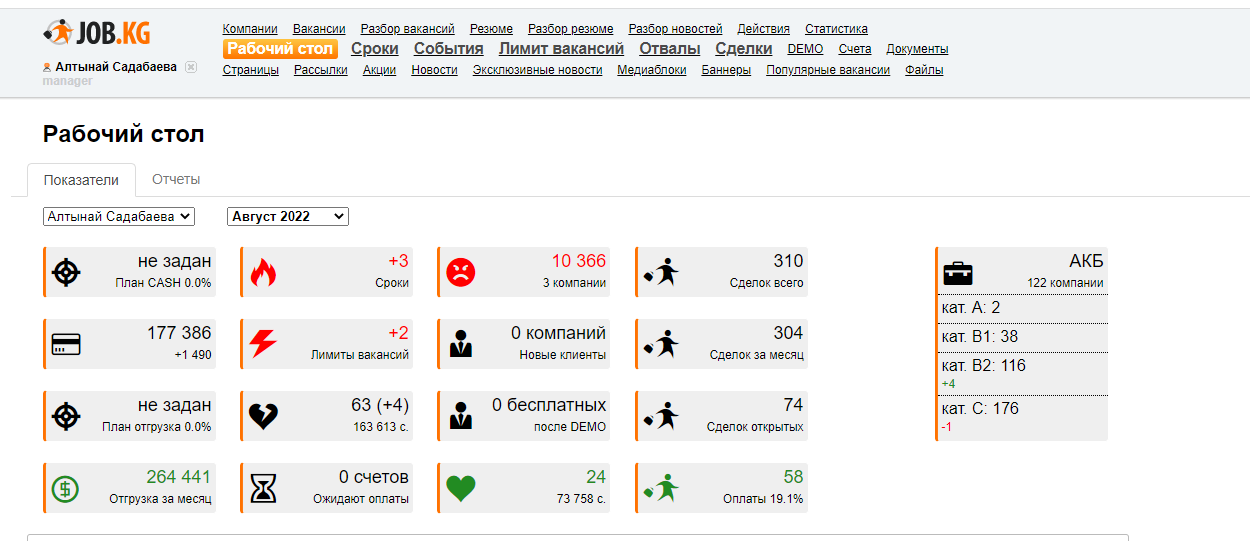 JOB.KG
Компании Вакансии Разбор вакансий Резюме Разбор резюме Разбор новостей Действия Статистика
Рабочий стол Сроки События Лимит вакансий Отвалы Сделки DEMO Счета Документы
Алтынай Садабаева
Страницы Рассылки Акции Новости Эксклюзивные новости Медиаблоки Баннеры Популярные вакансии Файлы
manager
Рабочий стол
Показатели Отчеты
Алтынай Садабаева Август 2022
не задан
План CASH 0.0%
+3
Сроки
10 366
3 компании
310
Сделок всего
АКБ
122 компании
кат. A: 2
кат. B1: 38
кат. B2: 116
+4
кат. C: 176
-1
177 386
+1 490
+2
Лимиты вакансий
0 компаний
Новые клиенты
304
Сделок за месяц
не задан
План отгрузка 0.0%
63 (+4)
163 613 с.
0 бесплатных
после DEMO
74
Сделок открытых
264 441
Отгрузка за месяц
0 счетов
Ожидают оплаты
24
73 758 с.
58
Оплаты 19.1%